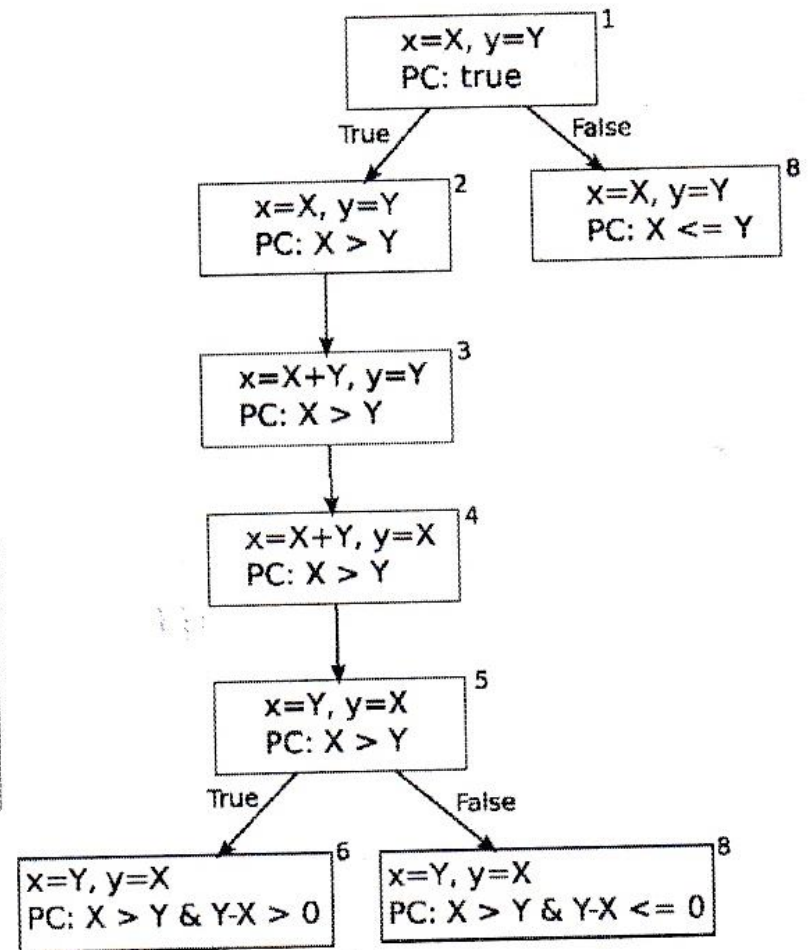 1
x=X, y=Y
PC: true
True
False
2
x=X, y=Y
PC: X > Y
8
x=X, y=Y
PC: X <= Y
3
x=X+Y, y=Y
PC: X > Y
4
x=X+Y, y=X
PC: X > Y
5
x=Y, y=X
PC: X > Y
True
False
6
x=Y, y=X
PC: X > Y & Y-X > 0
8
x=Y, y=X
PC: X > Y & Y-X <= 0